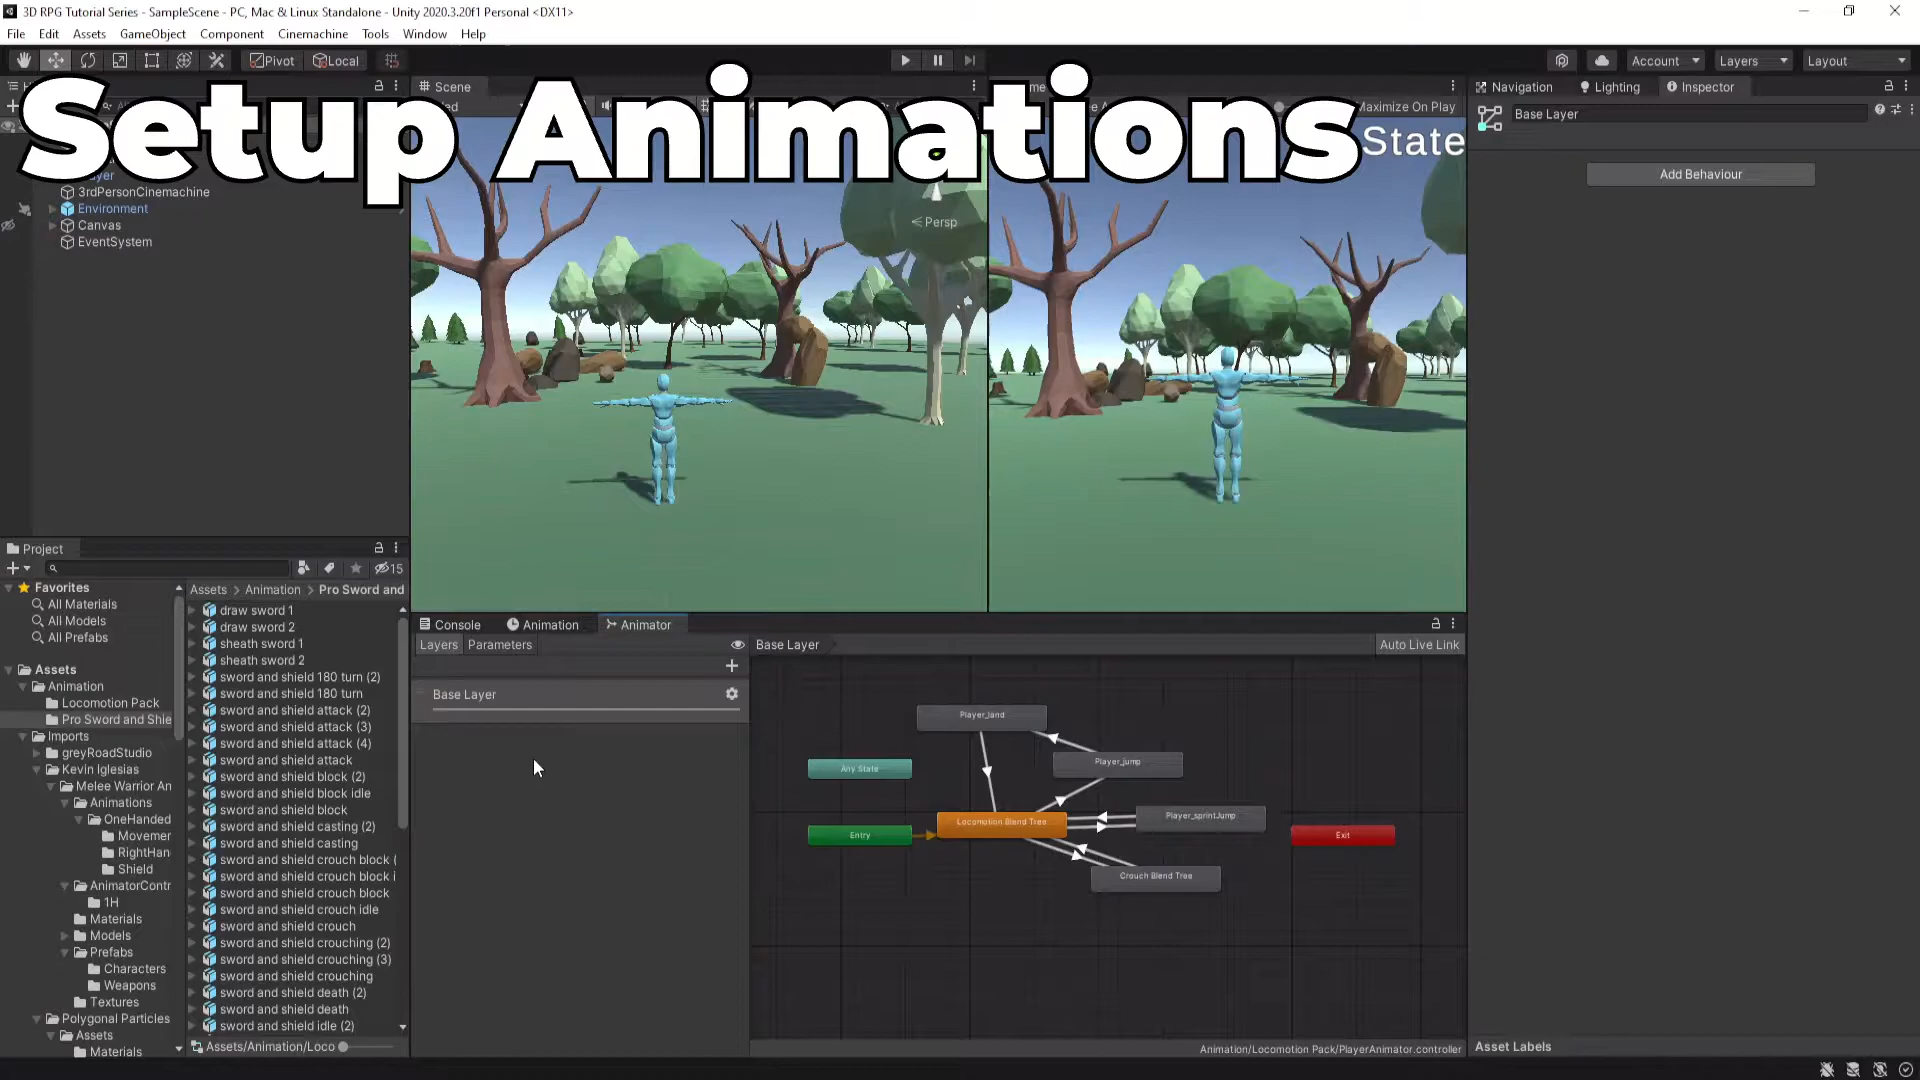 3D RPG Tutorial Series - SampleScene - PC, Mac & Linux Standalone - Unity 2020.3.20f1 Personal <DX11>
File Edit Assets GameObject Component Cinemachine Tools Window Help
Pivot Local
Account Layers Layout
Scene
Navigation Lighting Inspector
Maximize On Play
Setup Animations
State
Persp
Base Layer
Add Behaviour
3rdPersonCinemachine
Environment
Canvas
EventSystem
Project
15
Favorites
All Materials
All Models
All Prefabs
Assets
Animation
Locomotion Pack
Pro Sword and Shie
Imports
greyRoadStudio
Kevin Iglesias
Melee Warrior An
Animations
OneHanded
Movemer
RightHan
Shield
AnimatorContr
1H
Materials
Models
Prefabs
Characters
Weapons
Textures
Polygonal Particles
Assets
Materials
Assets > Animation > Pro Sword and
draw sword 1
draw sword 2
sheath sword 1
sheath sword 2
sword and shield 180 turn (2)
sword and shield 180 turn
sword and shield attack (2)
sword and shield attack (3)
sword and shield attack (4)
sword and shield attack
sword and shield block (2)
sword and shield block idle
sword and shield block
sword and shield casting (2)
sword and shield casting
sword and shield crouch block (
sword and shield crouch block i
sword and shield crouch block
sword and shield crouch idle
sword and shield crouch
sword and shield crouching (2)
sword and shield crouching (3)
sword and shield crouching
sword and shield death (2)
sword and shield death
sword and shield idle (2)
Assets/Animation/Loco
Console Animation Animator
Layers Parameters
Base Layer
Auto Live Link
Base Layer
Player_land
Player_jump
Any State
Player_sprintJump
Locomotion Blend Tree
Entry
Exit
Crouch Blend Tree
Animation/Locomotion Pack/PlayerAnimator.controller
Asset Labels